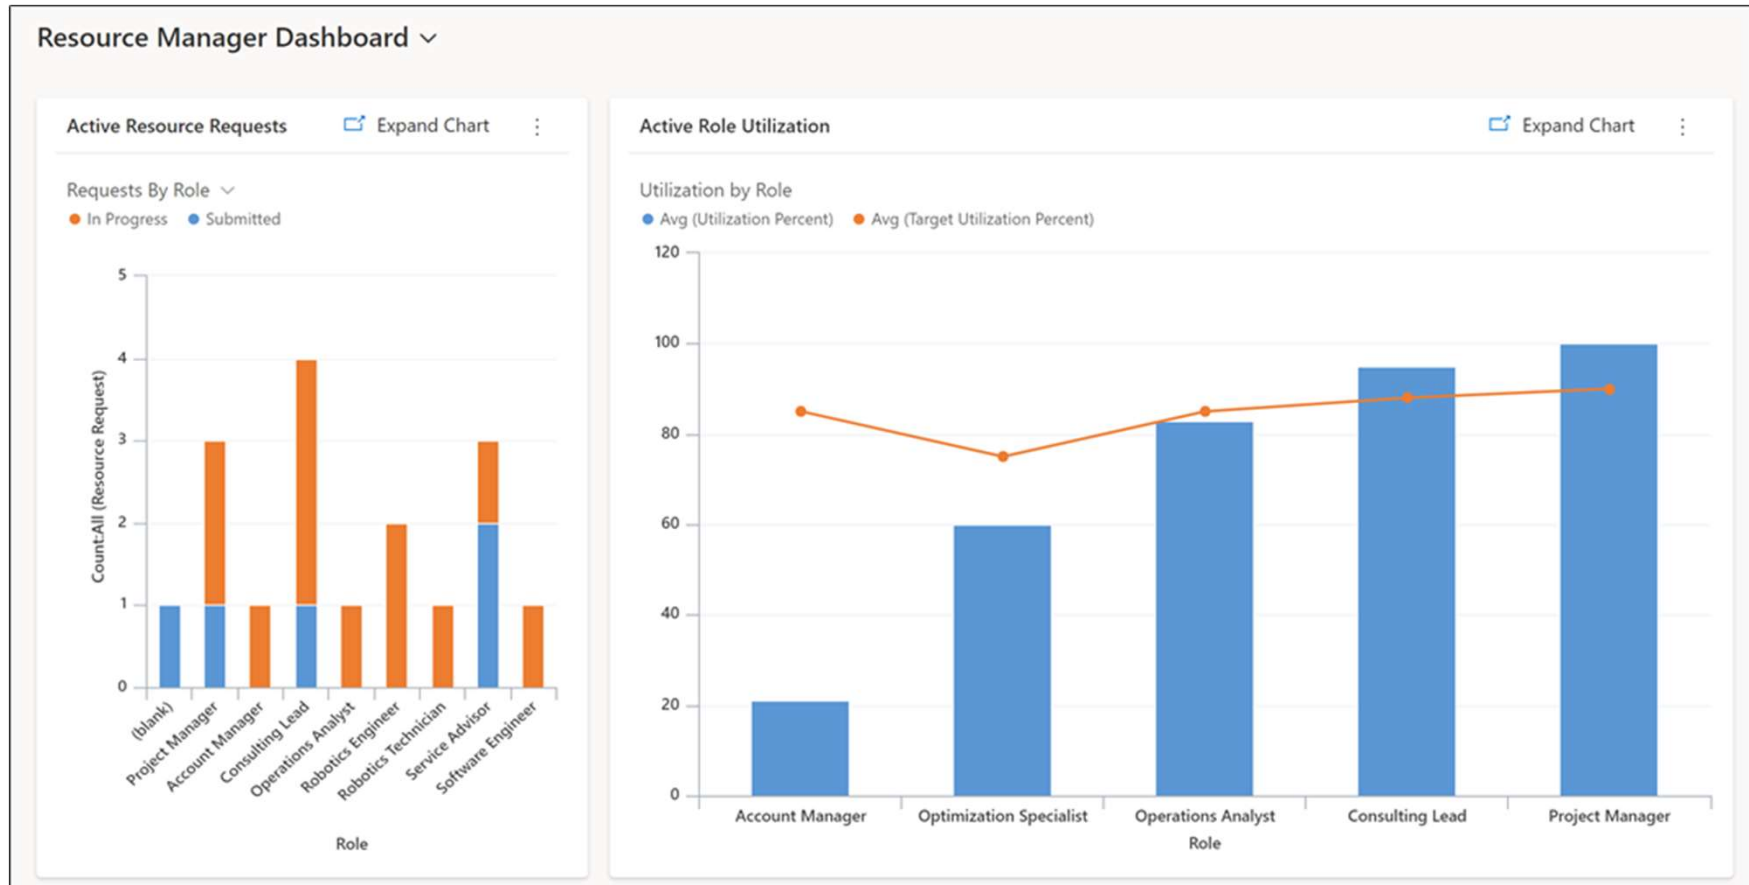 Resource Manager Dashboard
Active Resource Requests
Expand Chart
Requests By Role
In Progress
Submitted
Count:All (Resource Request)
5
4
3
2
1
0
(blank)
Project Manager
Account Manager
Consulting Lead
Operations Analyst
Robotics Engineer
Robotics Technician
Service Advisor
Software Engineer
Role
Active Role Utilization
Expand Chart
Utilization by Role
Avg (Utilization Percent)
Avg (Target Utilization Percent)
120
100
80
60
40
20
0
Account Manager
Optimization Specialist
Operations Analyst
Consulting Lead
Project Manager
Role